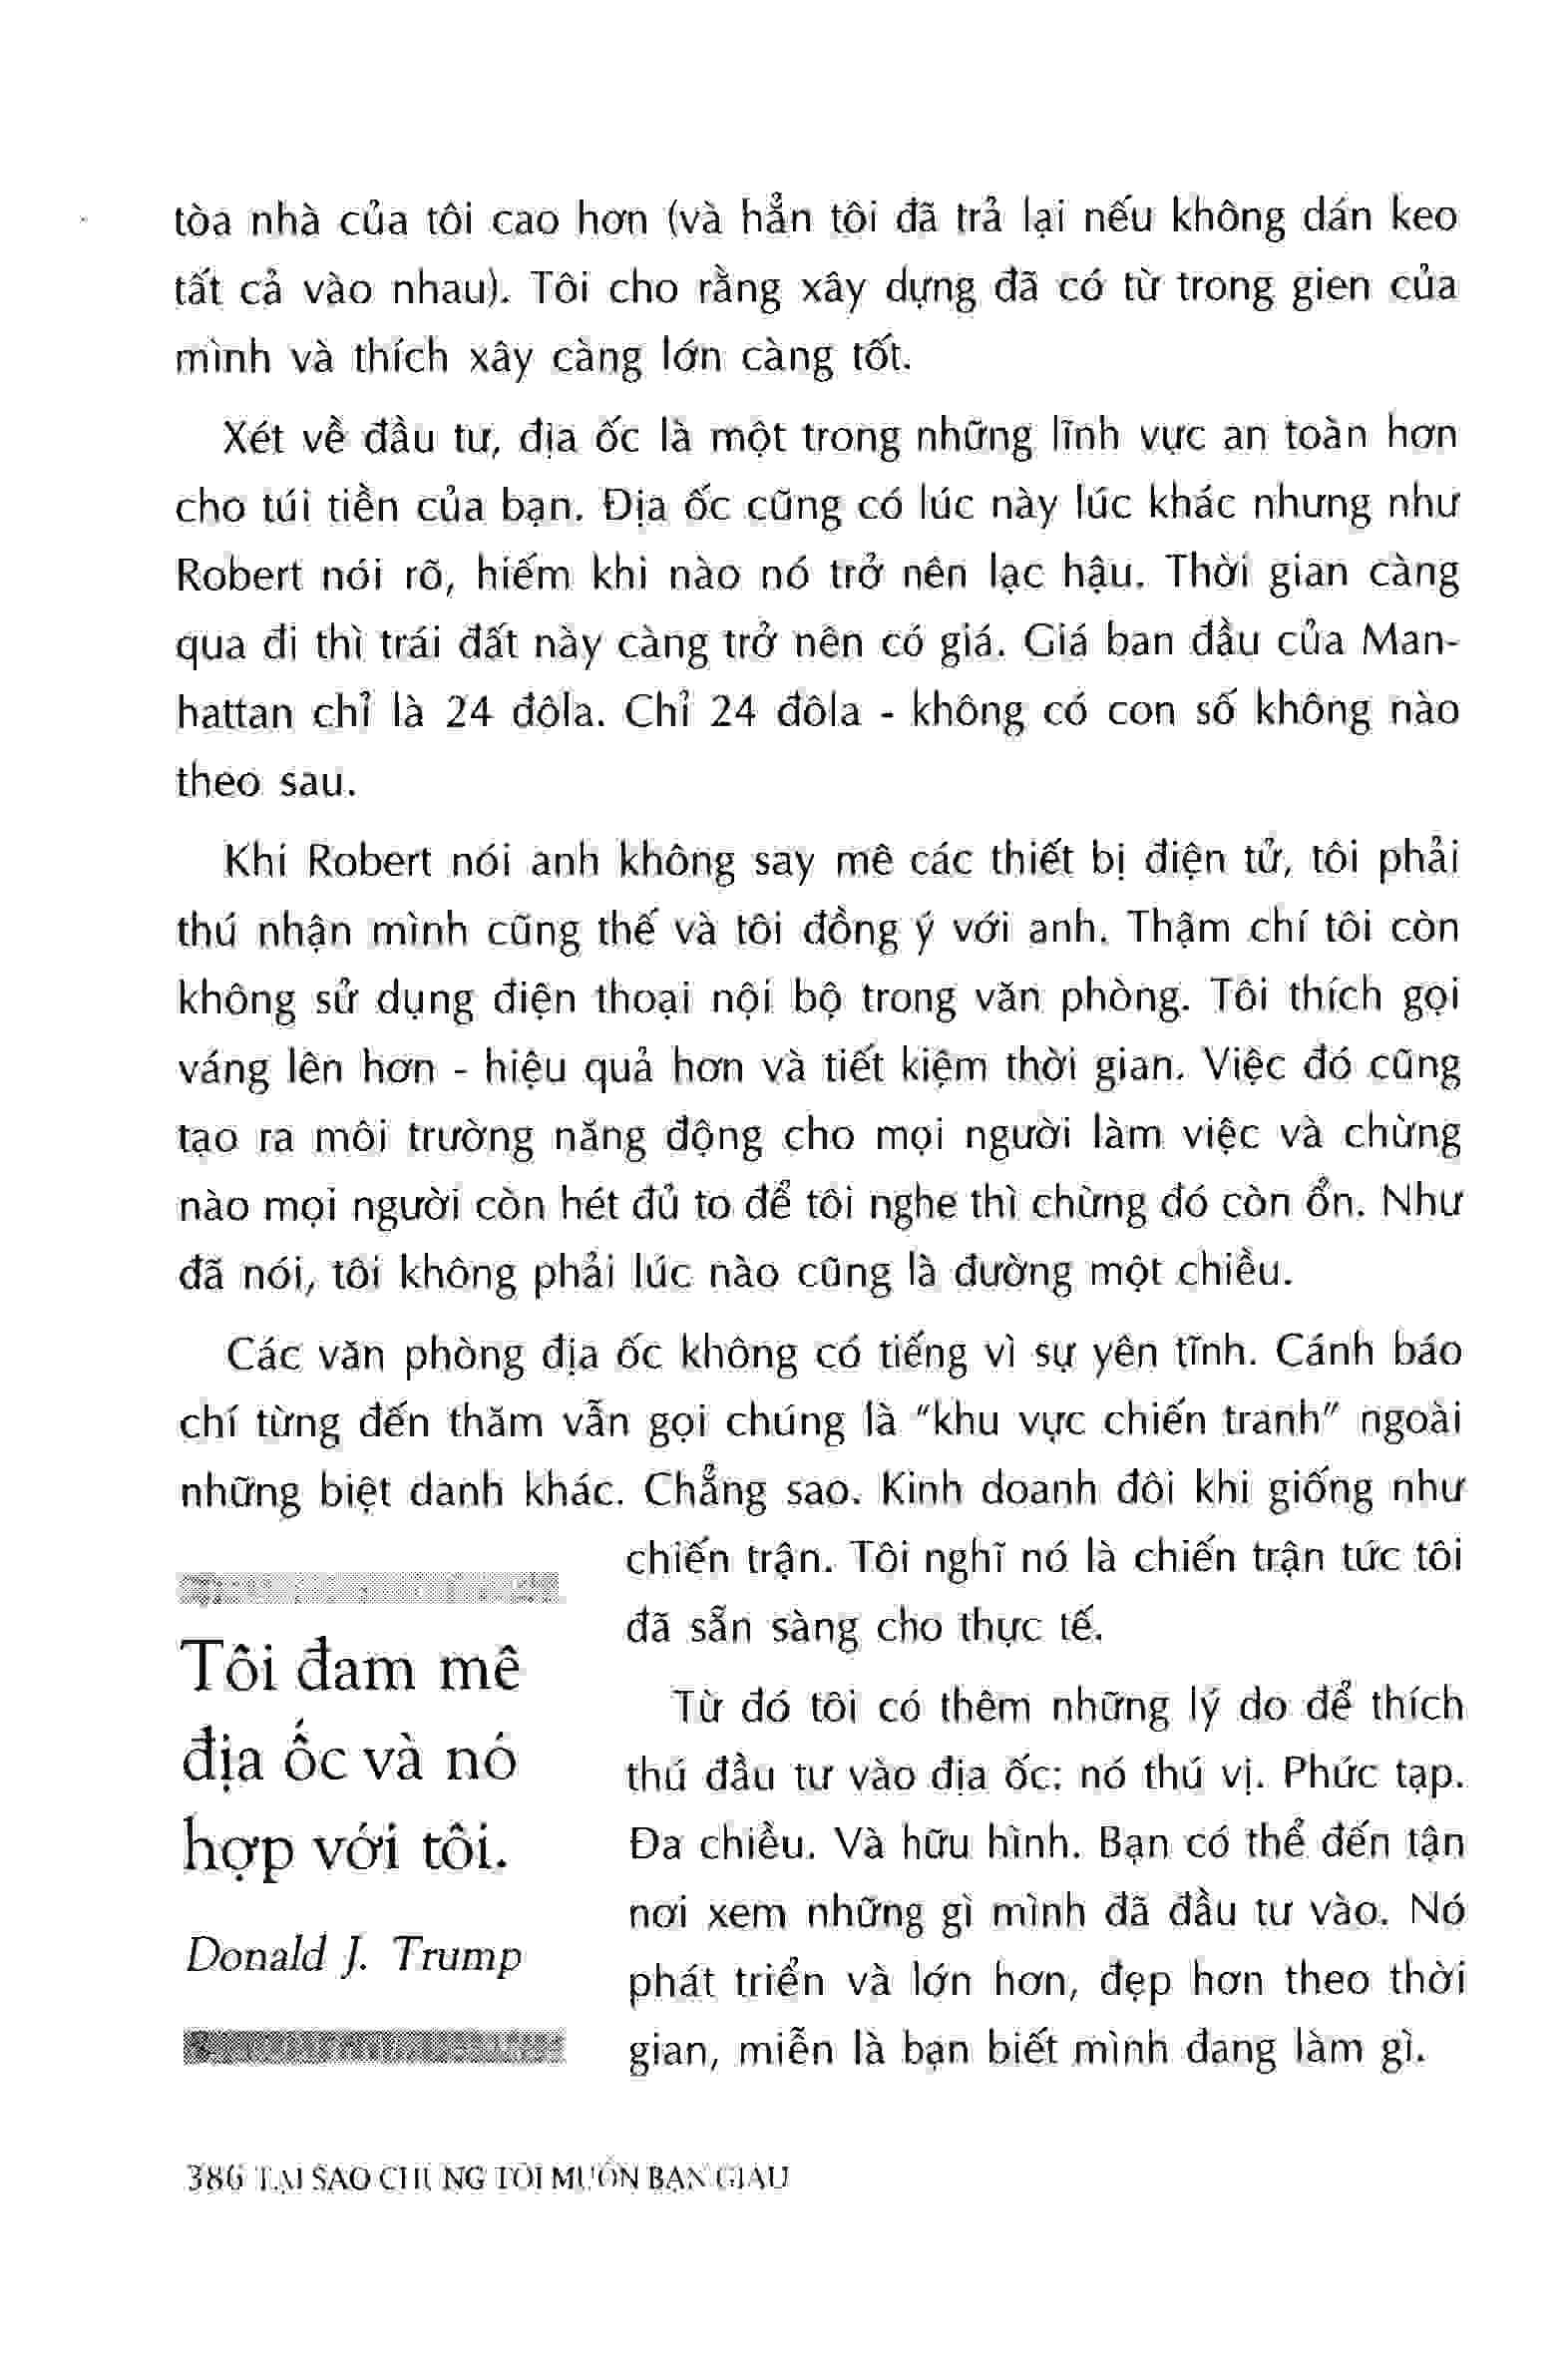 tòa nhà của tôi cao hơn (và hẳn tôi đã trả lại nếu không dán keo
tất cả vào nhau). Tôi cho rằng xây dựng đã có từ trong gien của
mình và thích xây càng lớn càng tốt.
Xét về đầu tư, địa ốc là một trong những lĩnh vực an toàn hơn
cho túi tiền của bạn. Địa ốc cũng có lúc này lúc khác nhưng như
Robert nói rõ, hiếm khi nào nó trở nên lạc hậu. Thời gian càng
qua đi thì trái đất này càng trở nên có giá. Giá ban đầu của Man-
hattan chỉ là 24 đôla. Chỉ 24 đôla - không có con số không nào
theo sau.
Khi Robert nói anh không say mê các thiết bị điện tử, tôi phải
thú nhận mình cũng thế và tôi đồng ý với anh. Thậm chí tôi còn
không sử dụng điện thoại nội bộ trong văn phòng. Tôi thích gọi
váng lên hơn - hiệu quả hơn và tiết kiệm thời gian. Việc đó cũng
tạo ra môi trường năng động cho mọi người làm việc và chừng
nào mọi người còn hét đủ to để tôi nghe thì chừng đó còn ổn. Như
đã nói, tôi không phải lúc nào cũng là đường một chiều.
Các văn phòng địa ốc không có tiếng vì sự yên tĩnh. Cánh báo
chí từng đến thăm vẫn gọi chúng là "khu vực chiến tranh" ngoài
những biệt danh khác. Chẳng sao. Kinh doanh đôi khi giống như
chiến trận. Tôi nghĩ nó là chiến trận tức tôi
đã sẵn sàng cho thực tế.
Từ đó tôi có thêm những lý do để thích
thú đầu tư vào địa ốc: nó thú vị. Phức tạp.
Đa chiều. Và hữu hình. Bạn có thể đến tận
nơi xem những gì mình đã đầu tư vào. Nó
phát triển và lớn hơn, đẹp hơn theo thời
gian, miễn là bạn biết mình đang làm gì.
Tôi đam mê
địa ốc và nó
hợp với tôi.
Donald J. Trump
386 TẠI SAO CHÚNG TÔI MUỐN BẠN GIÀU